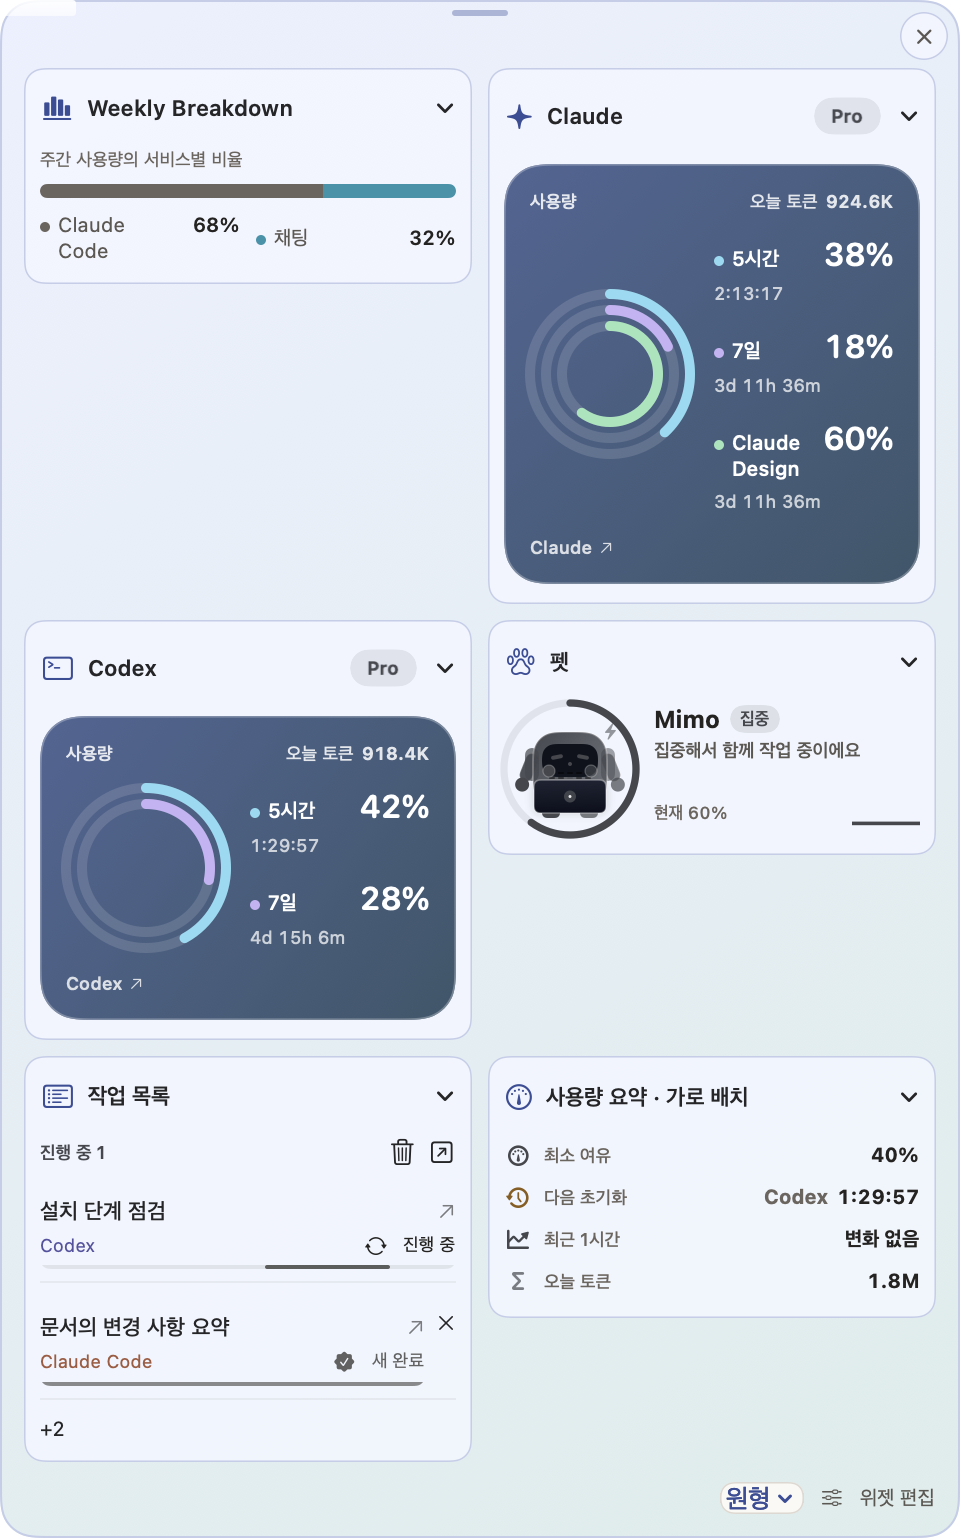 Weekly Breakdown
주간 사용량의 서비스별 비율
Claude Code 68%
채팅 32%
Claude Pro
사용량 오늘 토큰 924.6K
5시간 38%
2:13:17
7일 18%
3d 11h 36m
Claude Design 60%
3d 11h 36m
Claude ↗
Codex Pro
사용량 오늘 토큰 918.4K
5시간 42%
1:29:57
7일 28%
4d 15h 6m
Codex ↗
펫
Mimo 집중
집중해서 함께 작업 중이에요
현재 60%
작업 목록
진행 중 1
설치 단계 점검
Codex 진행 중
문서의 변경 사항 요약
Claude Code 새 완료
+2
사용량 요약 · 가로 배치
최소 여유 40%
다음 초기화 Codex 1:29:57
최근 1시간 변화 없음
오늘 토큰 1.8M
원형 위젯 편집